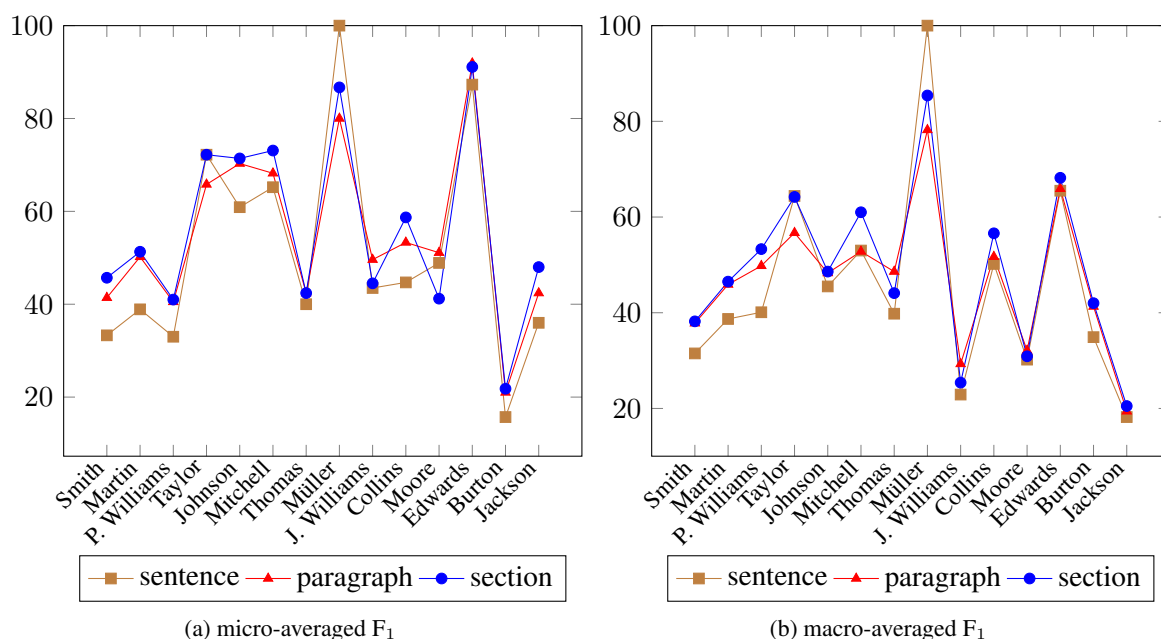 100
80
60
40
20
Smith
Martin
P. Williams
Taylor
Johnson
Mitchell
Thomas
Müller
J. Williams
Collins
Moore
Edwards
Burton
Jackson
sentence paragraph section
(a) micro-averaged F₁
100
80
60
40
20
Smith
Martin
P. Williams
Taylor
Johnson
Mitchell
Thomas
Müller
J. Williams
Collins
Moore
Edwards
Burton
Jackson
sentence paragraph section
(b) macro-averaged F₁